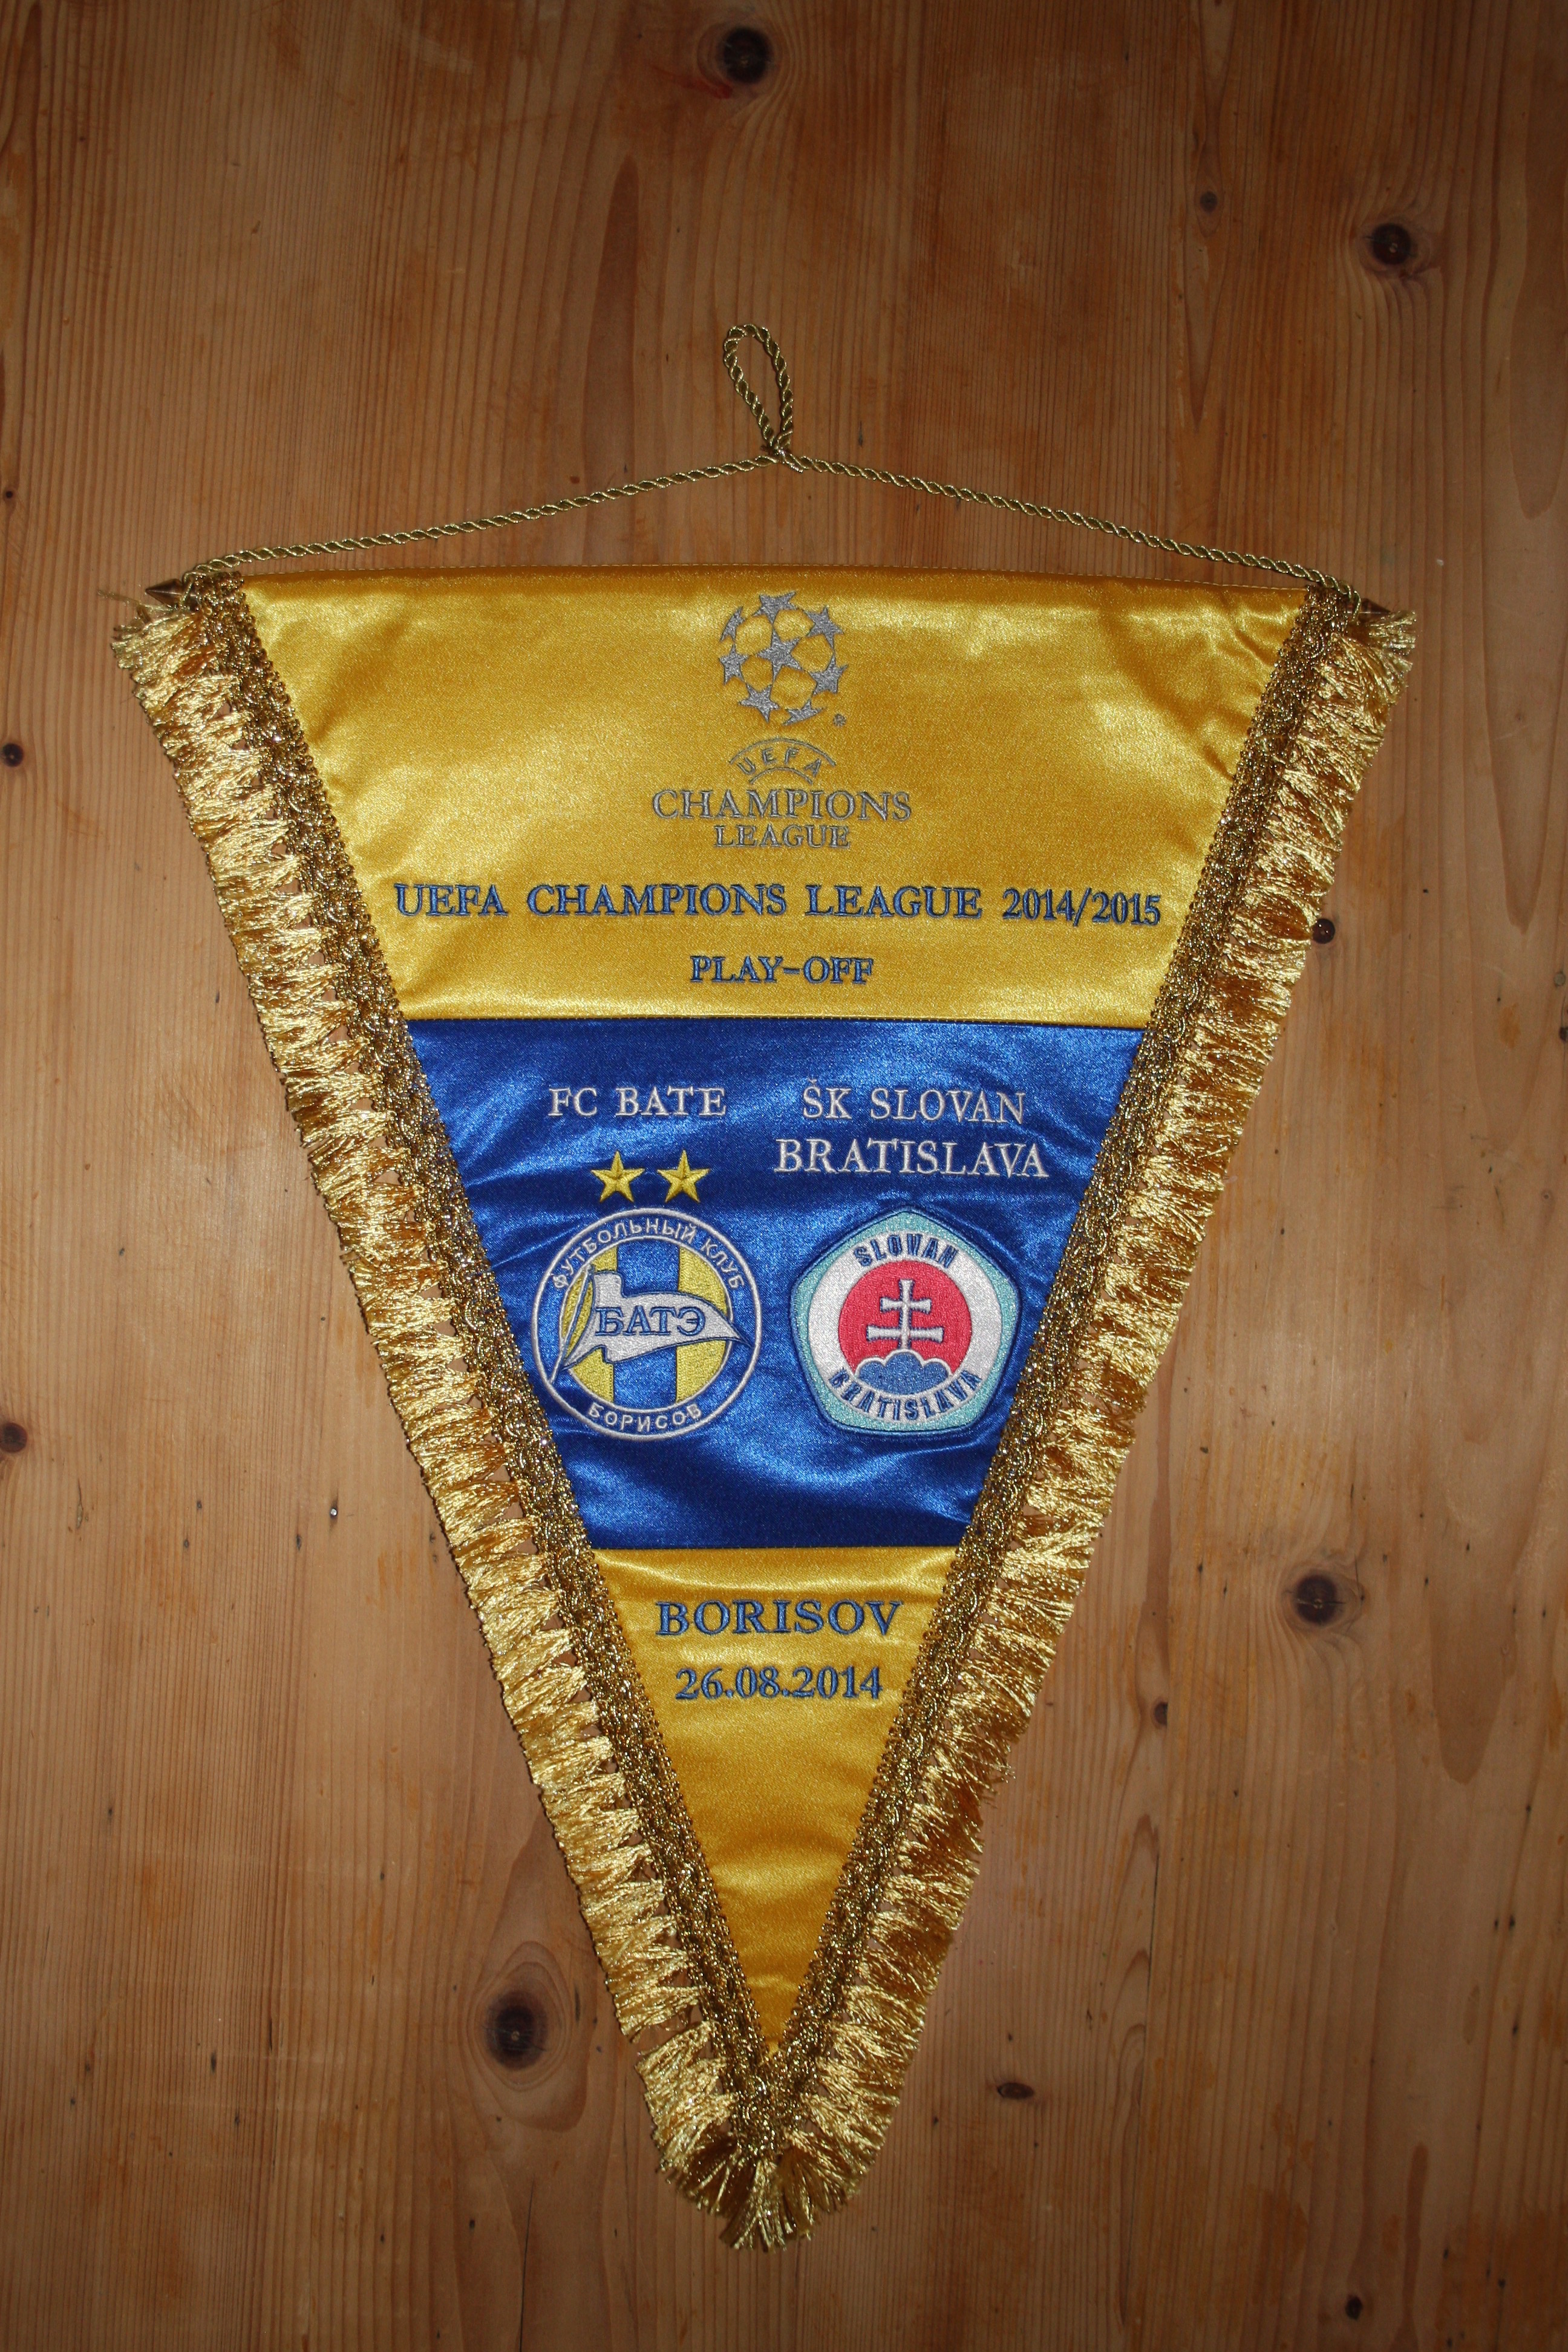 UEFA
CHAMPIONS
LEAGUE
UEFA CHAMPIONS LEAGUE 2014/2015
PLAY-OFF
FC BATE
ŠK SLOVAN
BRATISLAVA
ФУТБОЛЬНЫЙ КЛУБ
БАТЭ
БОРИСОВ
SLOVAN
BRATISLAVA
BORISOV
26.08.2014